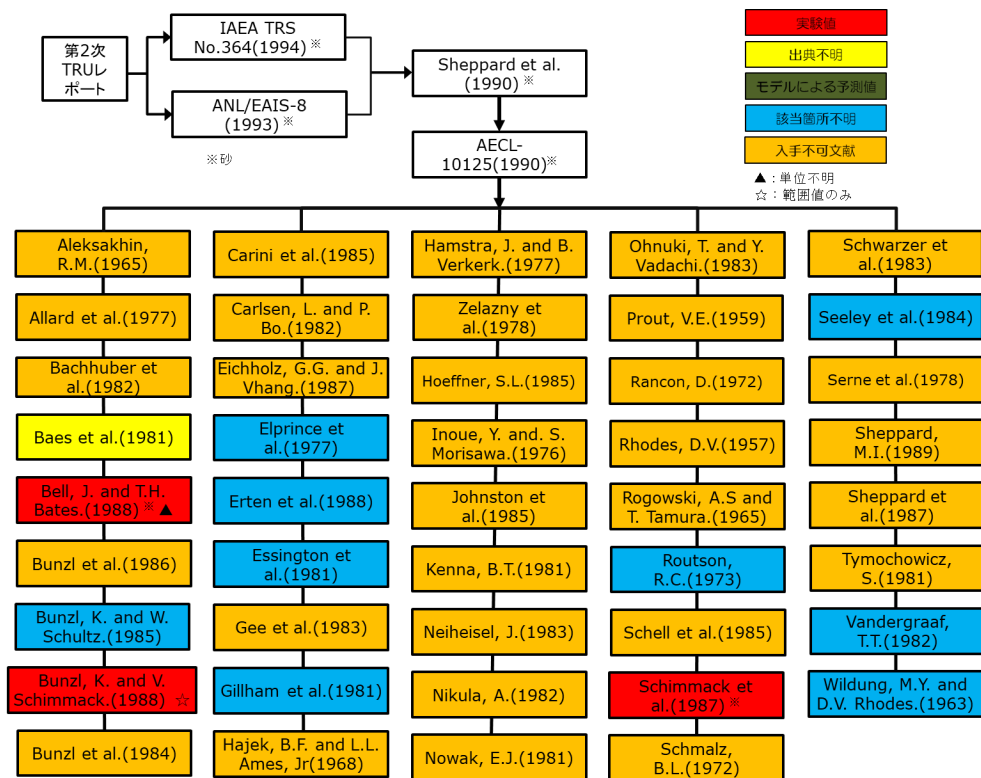 第2次
TRUレ
ポート
IAEA TRS
No.364(1994) ※
ANL/EAIS-8
(1993) ※
※砂
Sheppard et al.
(1990) ※
AECL-
10125(1990)※
実験値
出典不明
モデルによる予測値
該当箇所不明
入手不可文献
▲：単位不明
☆：範囲値のみ
Aleksakhin,
R.M.(1965)
Allard et al.(1977)
Bachhuber et
al.(1982)
Baes et al.(1981)
Bell, J. and T.H.
Bates.(1988) ※ ▲
Bunzl et al.(1986)
Bunzl, K. and W.
Schultz.(1985)
Bunzl, K. and V.
Schimmack.(1988) ☆
Bunzl et al.(1984)
Carini et al.(1985)
Carlsen, L. and P.
Bo.(1982)
Eichholz, G.G. and J.
Vhang.(1987)
Elprince et
al.(1977)
Erten et al.(1988)
Essington et
al.(1981)
Gee et al.(1983)
Gillham et al.(1981)
Hajek, B.F. and L.L.
Ames, Jr(1968)
Hamstra, J. and B.
Verkerk.(1977)
Zelazny et
al.(1978)
Hoeffner, S.L.(1985)
Inoue, Y. and. S.
Morisawa.(1976)
Johnston et
al.(1985)
Kenna, B.T.(1981)
Neiheisel, J.(1983)
Nikula, A.(1982)
Nowak, E.J.(1981)
Ohnuki, T. and Y.
Vadachi.(1983)
Prout, V.E.(1959)
Rancon, D.(1972)
Rhodes, D.V.(1957)
Rogowski, A.S and
T. Tamura.(1965)
Routson,
R.C.(1973)
Schell et al.(1985)
Schimmack et
al.(1987) ※
Schmalz,
B.L.(1972)
Schwarzer et
al.(1983)
Seeley et al.(1984)
Serne et al.(1978)
Sheppard,
M.I.(1989)
Sheppard et
al.(1987)
Tymochowicz,
S.(1981)
Vandergraaf,
T.T.(1982)
Wildung, M.Y. and
D.V. Rhodes.(1963)